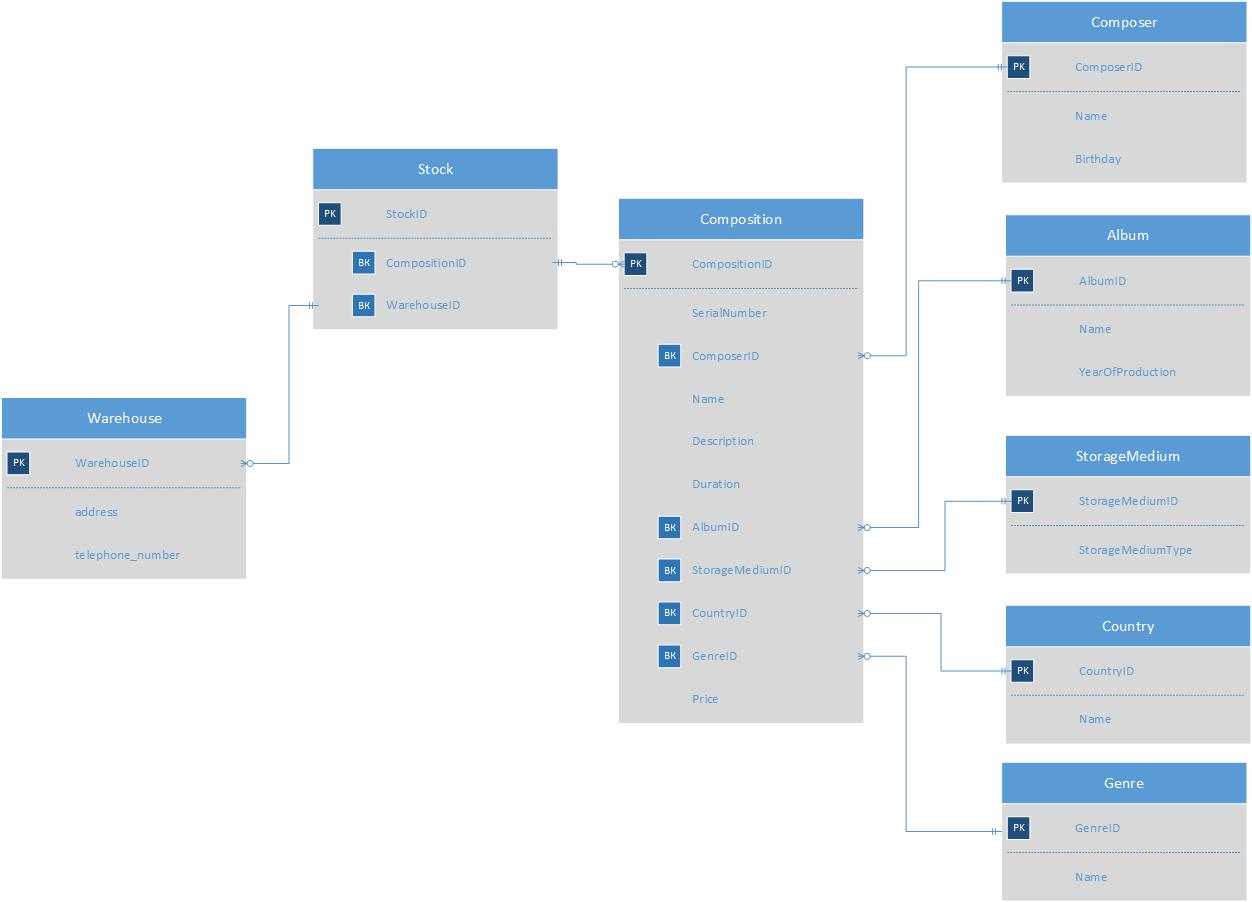 Composer
PK ComposerID
Name
Birthday
Stock
PK StockID
BK CompositionID
BK WarehouseID
Composition
PK CompositionID
SerialNumber
BK ComposerID
Name
Description
Duration
BK AlbumID
BK StorageMediumID
BK CountryID
BK GenreID
Price
Album
PK AlbumID
Name
YearOfProduction
Warehouse
PK WarehouseID
address
telephone_number
StorageMedium
PK StorageMediumID
StorageMediumType
Country
PK CountryID
Name
Genre
PK GenreID
Name